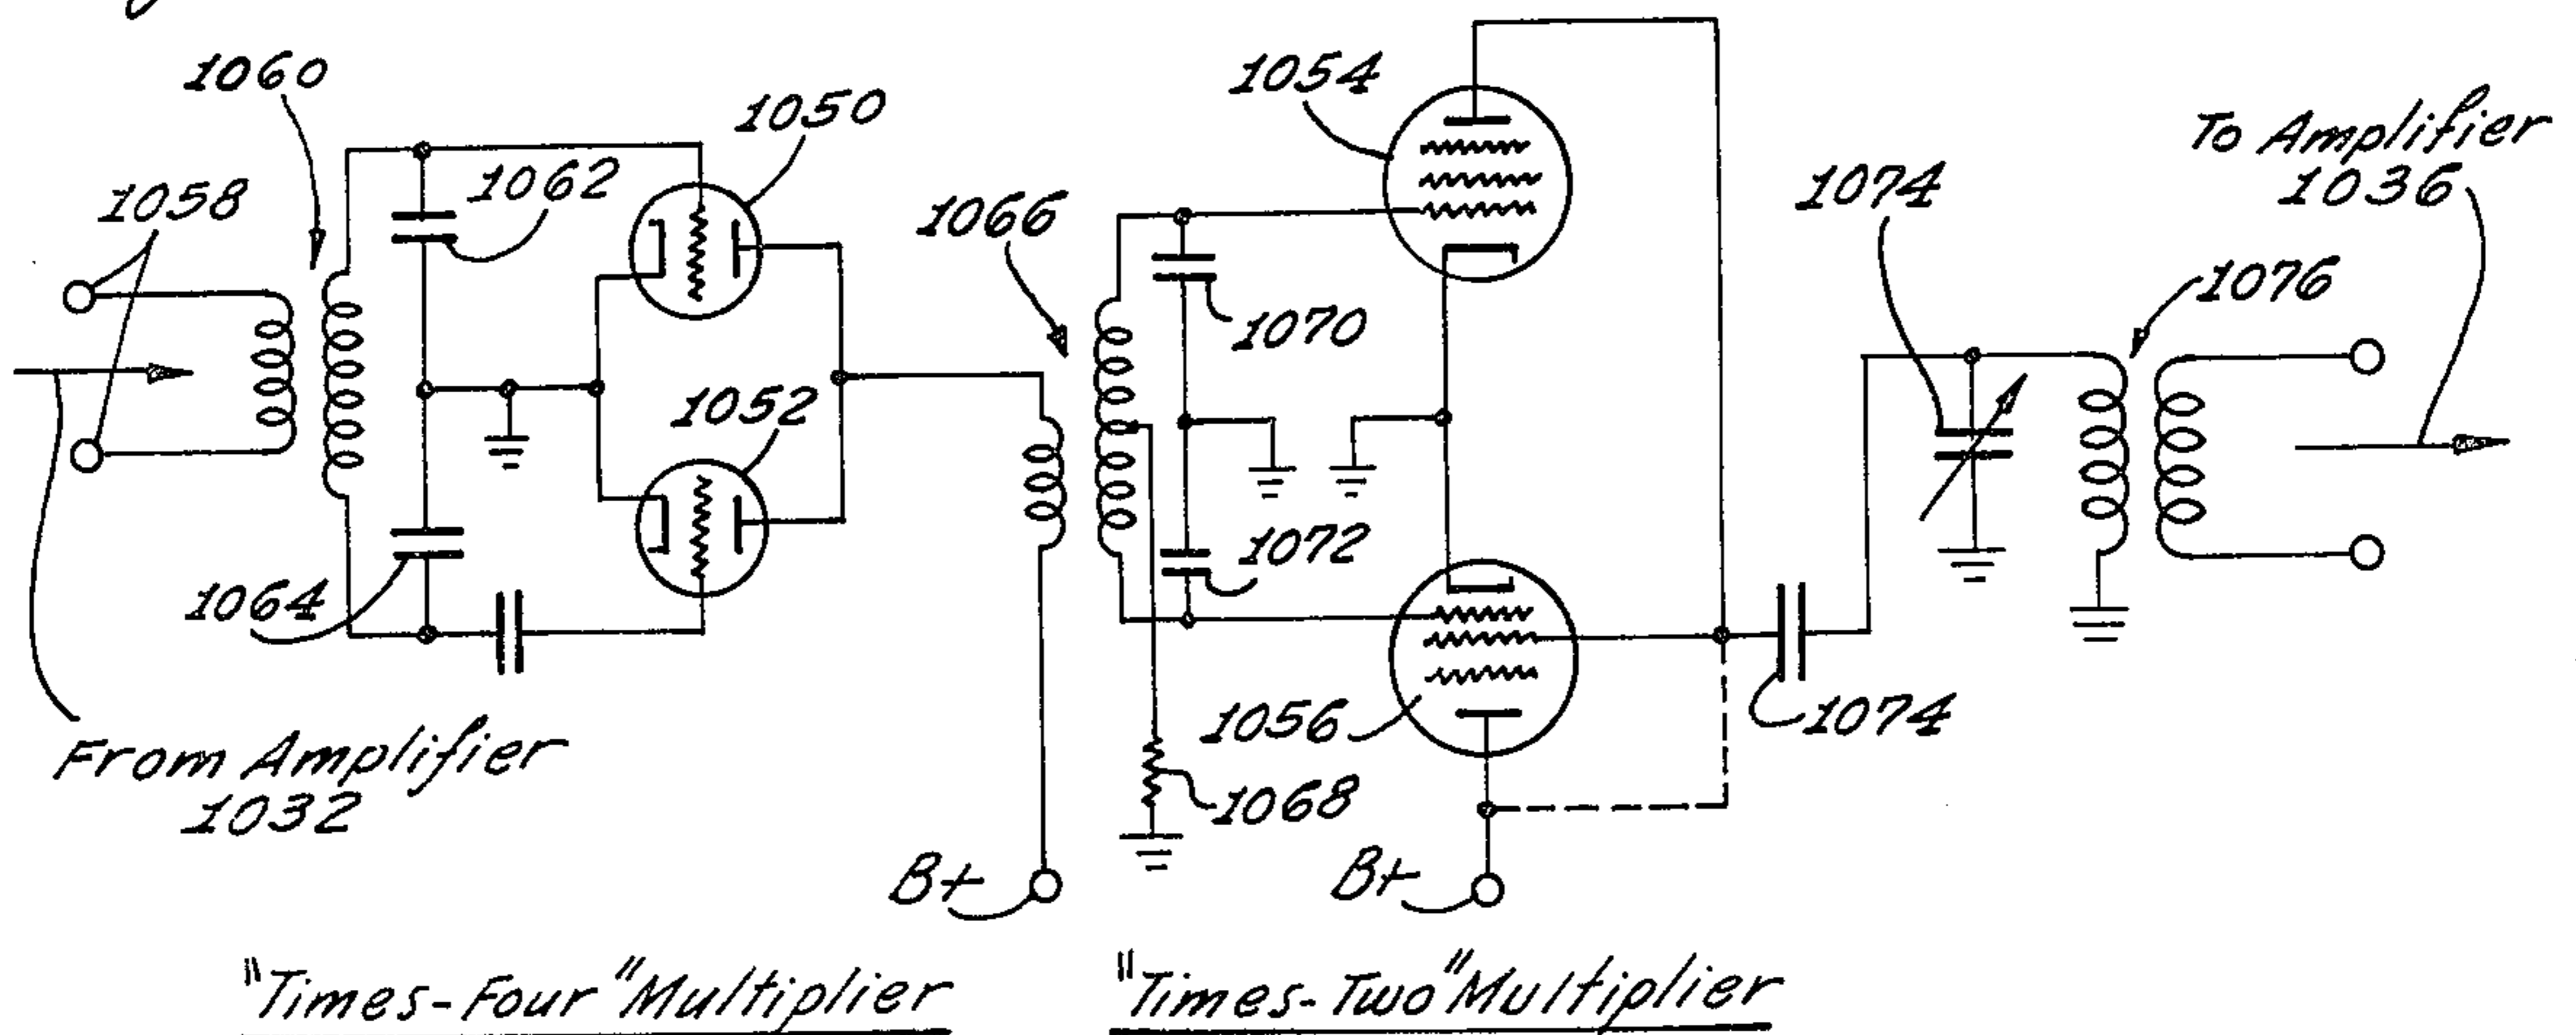 1060
1050
1062
1058
1054
To Amplifier
1036
1074
1066
1076
1070
1052
1072
1064
1056
1074
From Amplifier
1032
1068
B+
B+
"Times-Four" Multiplier
"Times-Two" Multiplier